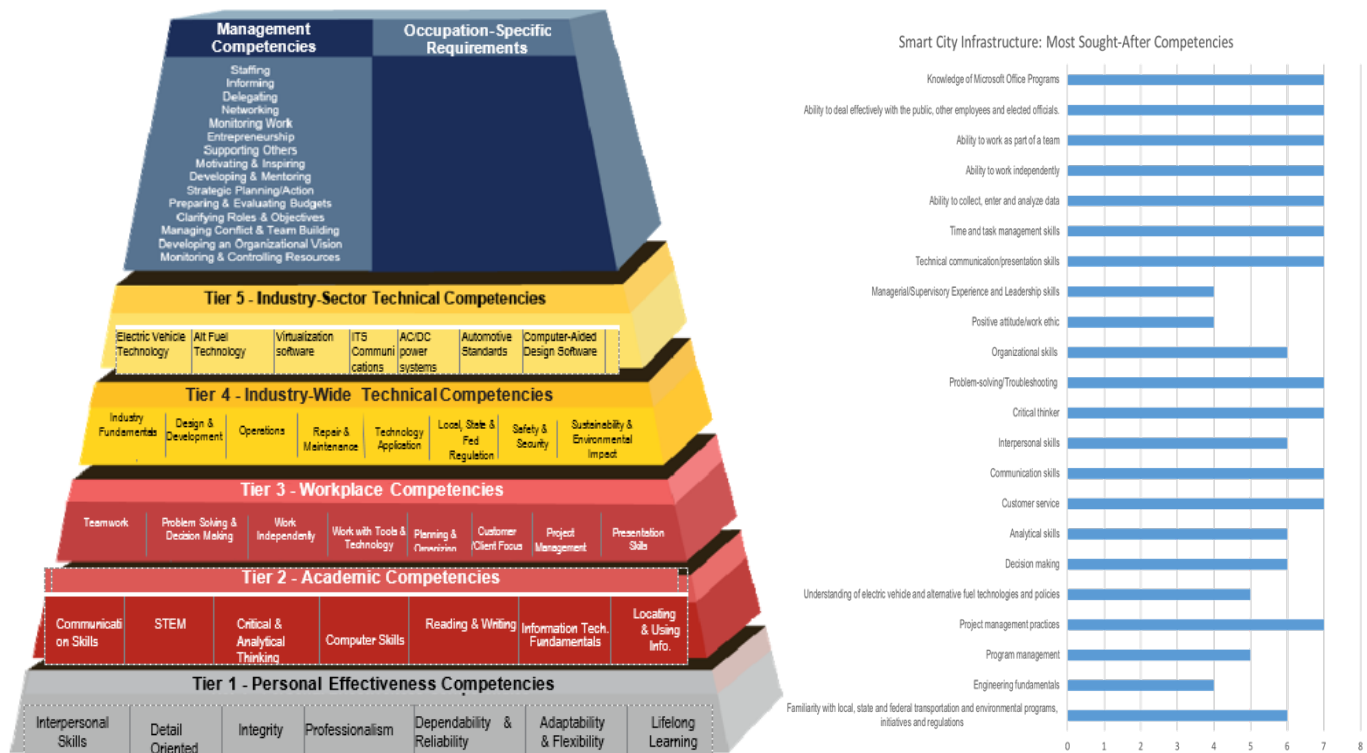 Management
Competencies
Occupation-Specific
Requirements
Staffing
Informing
Delegating
Networking
Monitoring Work
Entrepreneurship
Supporting Others
Motivating & Inspiring
Developing & Mentoring
Strategic Planning/Action
Preparing & Evaluating Budgets
Clarifying Roles & Objectives
Managing Conflict & Team Building
Developing an Organizational Vision
Monitoring & Controlling Resources
Tier 5 - Industry-Sector Technical Competencies
Electric Vehicle
Technology
Alt Fuel
Technology
Virtualization
software
ITS
Communi
cations
AC/DC
power
systems
Automotive
Standards
Computer-Aided
Design Software
Tier 4 - Industry-Wide Technical Competencies
Industry
Fundamentals
Design &
Development
Operations
Repair &
Maintenance
Technology
Application
Local, State &
Fed
Regulation
Safety &
Security
Sustainability &
Environmental
Impact
Tier 3 - Workplace Competencies
Teamwork
Problem Solving &
Decision Making
Work
Independently
Work with Tools &
Technology
Planning &
Organizing
Customer
/Client Focus
Project
Management
Presentation
Skills
Tier 2 - Academic Competencies
Communicati
on Skills
STEM
Critical &
Analytical
Thinking
Computer Skills
Reading & Writing
Information Tech.
Fundamentals
Locating
& Using
Info.
Tier 1 - Personal Effectiveness Competencies
Interpersonal
Skills
Detail
Oriented
Integrity
Professionalism
Dependability &
Reliability
Adaptability
& Flexibility
Lifelong
Learning
Smart City Infrastructure: Most Sought-After Competencies
Knowledge of Microsoft Office Programs
Ability to deal effectively with the public, other employees and elected officials.
Ability to work as part of a team
Ability to work independently
Ability to collect, enter and analyze data
Time and task management skills
Technical communication/presentation skills
Managerial/Supervisory Experience and Leadership skills
Positive attitude/work ethic
Organizational skills
Problem-solving/Troubleshooting
Critical thinker
Interpersonal skills
Communication skills
Customer service
Analytical skills
Decision making
Understanding of electric vehicle and alternative fuel technologies and policies
Project management practices
Program management
Engineering fundamentals
Familiarity with local, state and federal transportation and environmental programs,
initiatives and regulations
0 1 2 3 4 5 6 7 8